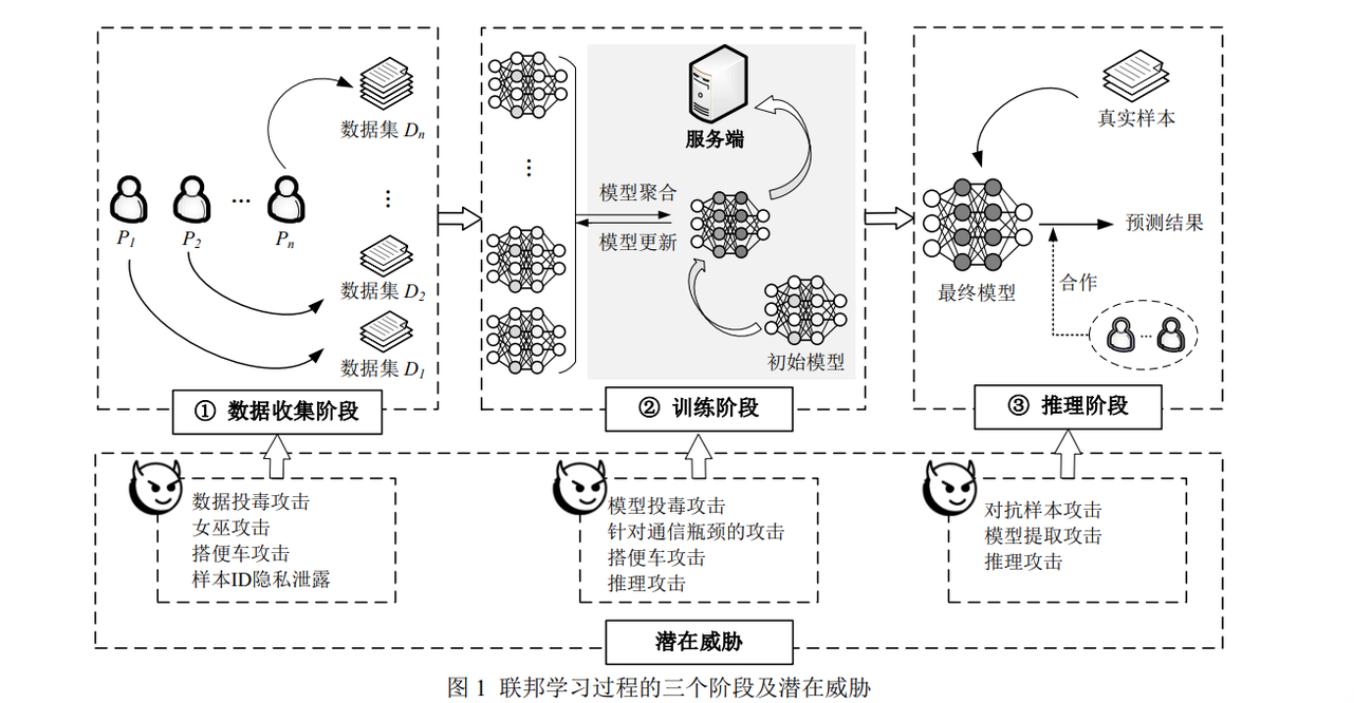 数据集 Dn
P1 P2 ... Pn
数据集 D2
数据集 D1
① 数据收集阶段
服务端
模型聚合
模型更新
初始模型
② 训练阶段
真实样本
最终模型
预测结果
合作
③ 推理阶段
数据投毒攻击
女巫攻击
搭便车攻击
样本ID隐私泄露
模型投毒攻击
针对通信瓶颈的攻击
搭便车攻击
推理攻击
对抗样本攻击
模型提取攻击
推理攻击
潜在威胁
图 1 联邦学习过程的三个阶段及潜在威胁